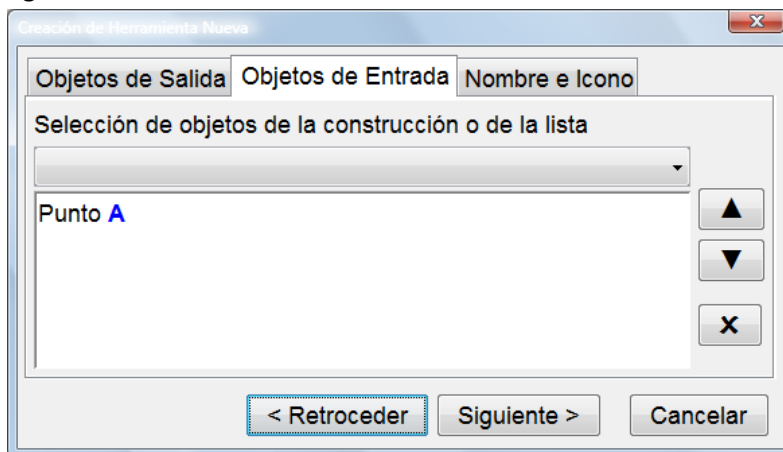 Creación de Herramienta Nueva
Objetos de Salida Objetos de Entrada Nombre e Icono
Selección de objetos de la construcción o de la lista
Punto A
< Retroceder Siguiente > Cancelar